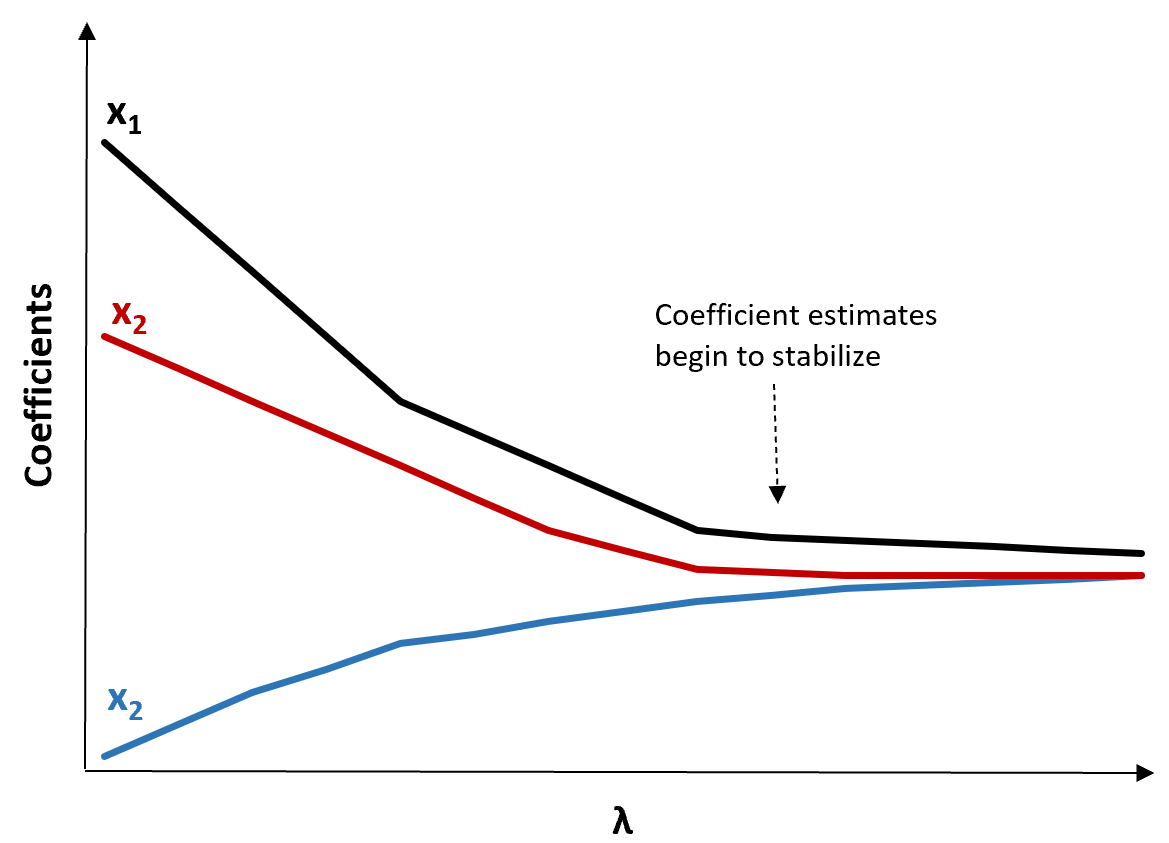 x₁
x₂
Coefficients
Coefficient estimates
begin to stabilize
x₂
λ